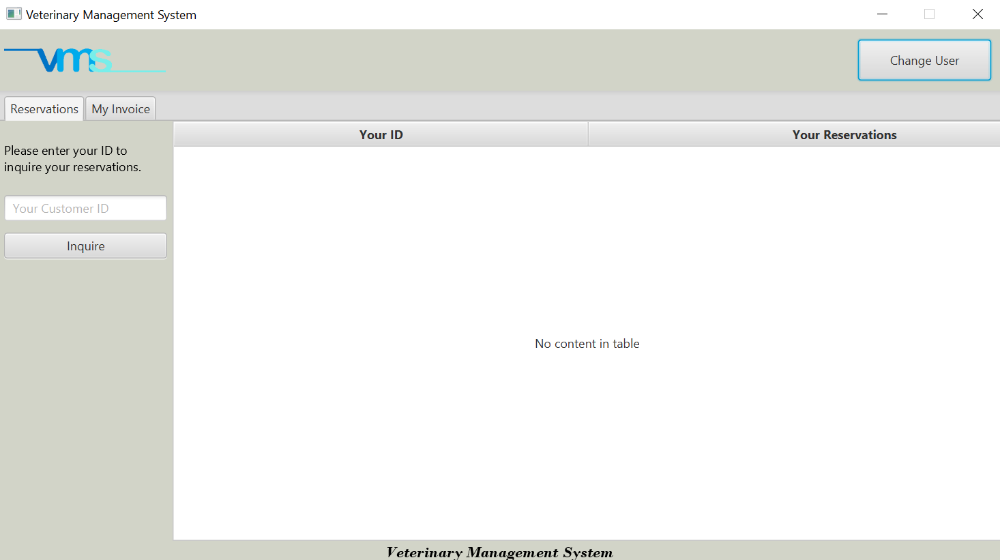 Veterinary Management System
vms
Change User
Reservations
My Invoice
Please enter your ID to
inquire your reservations.
Your Customer ID
Inquire
Your ID
Your Reservations
No content in table
Veterinary Management System